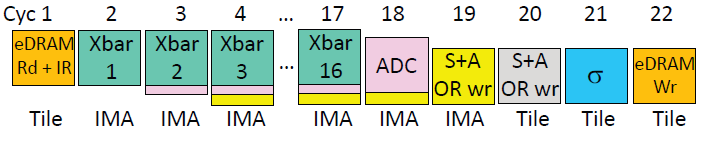 Cyc 1 2 3 4 ... 17 18 19 20 21 22
eDRAM Rd + IR
Xbar 1
Xbar 2
Xbar 3
...
Xbar 16
ADC
S+A OR wr
S+A OR wr
σ
eDRAM Wr
Tile IMA IMA IMA IMA IMA IMA Tile Tile Tile